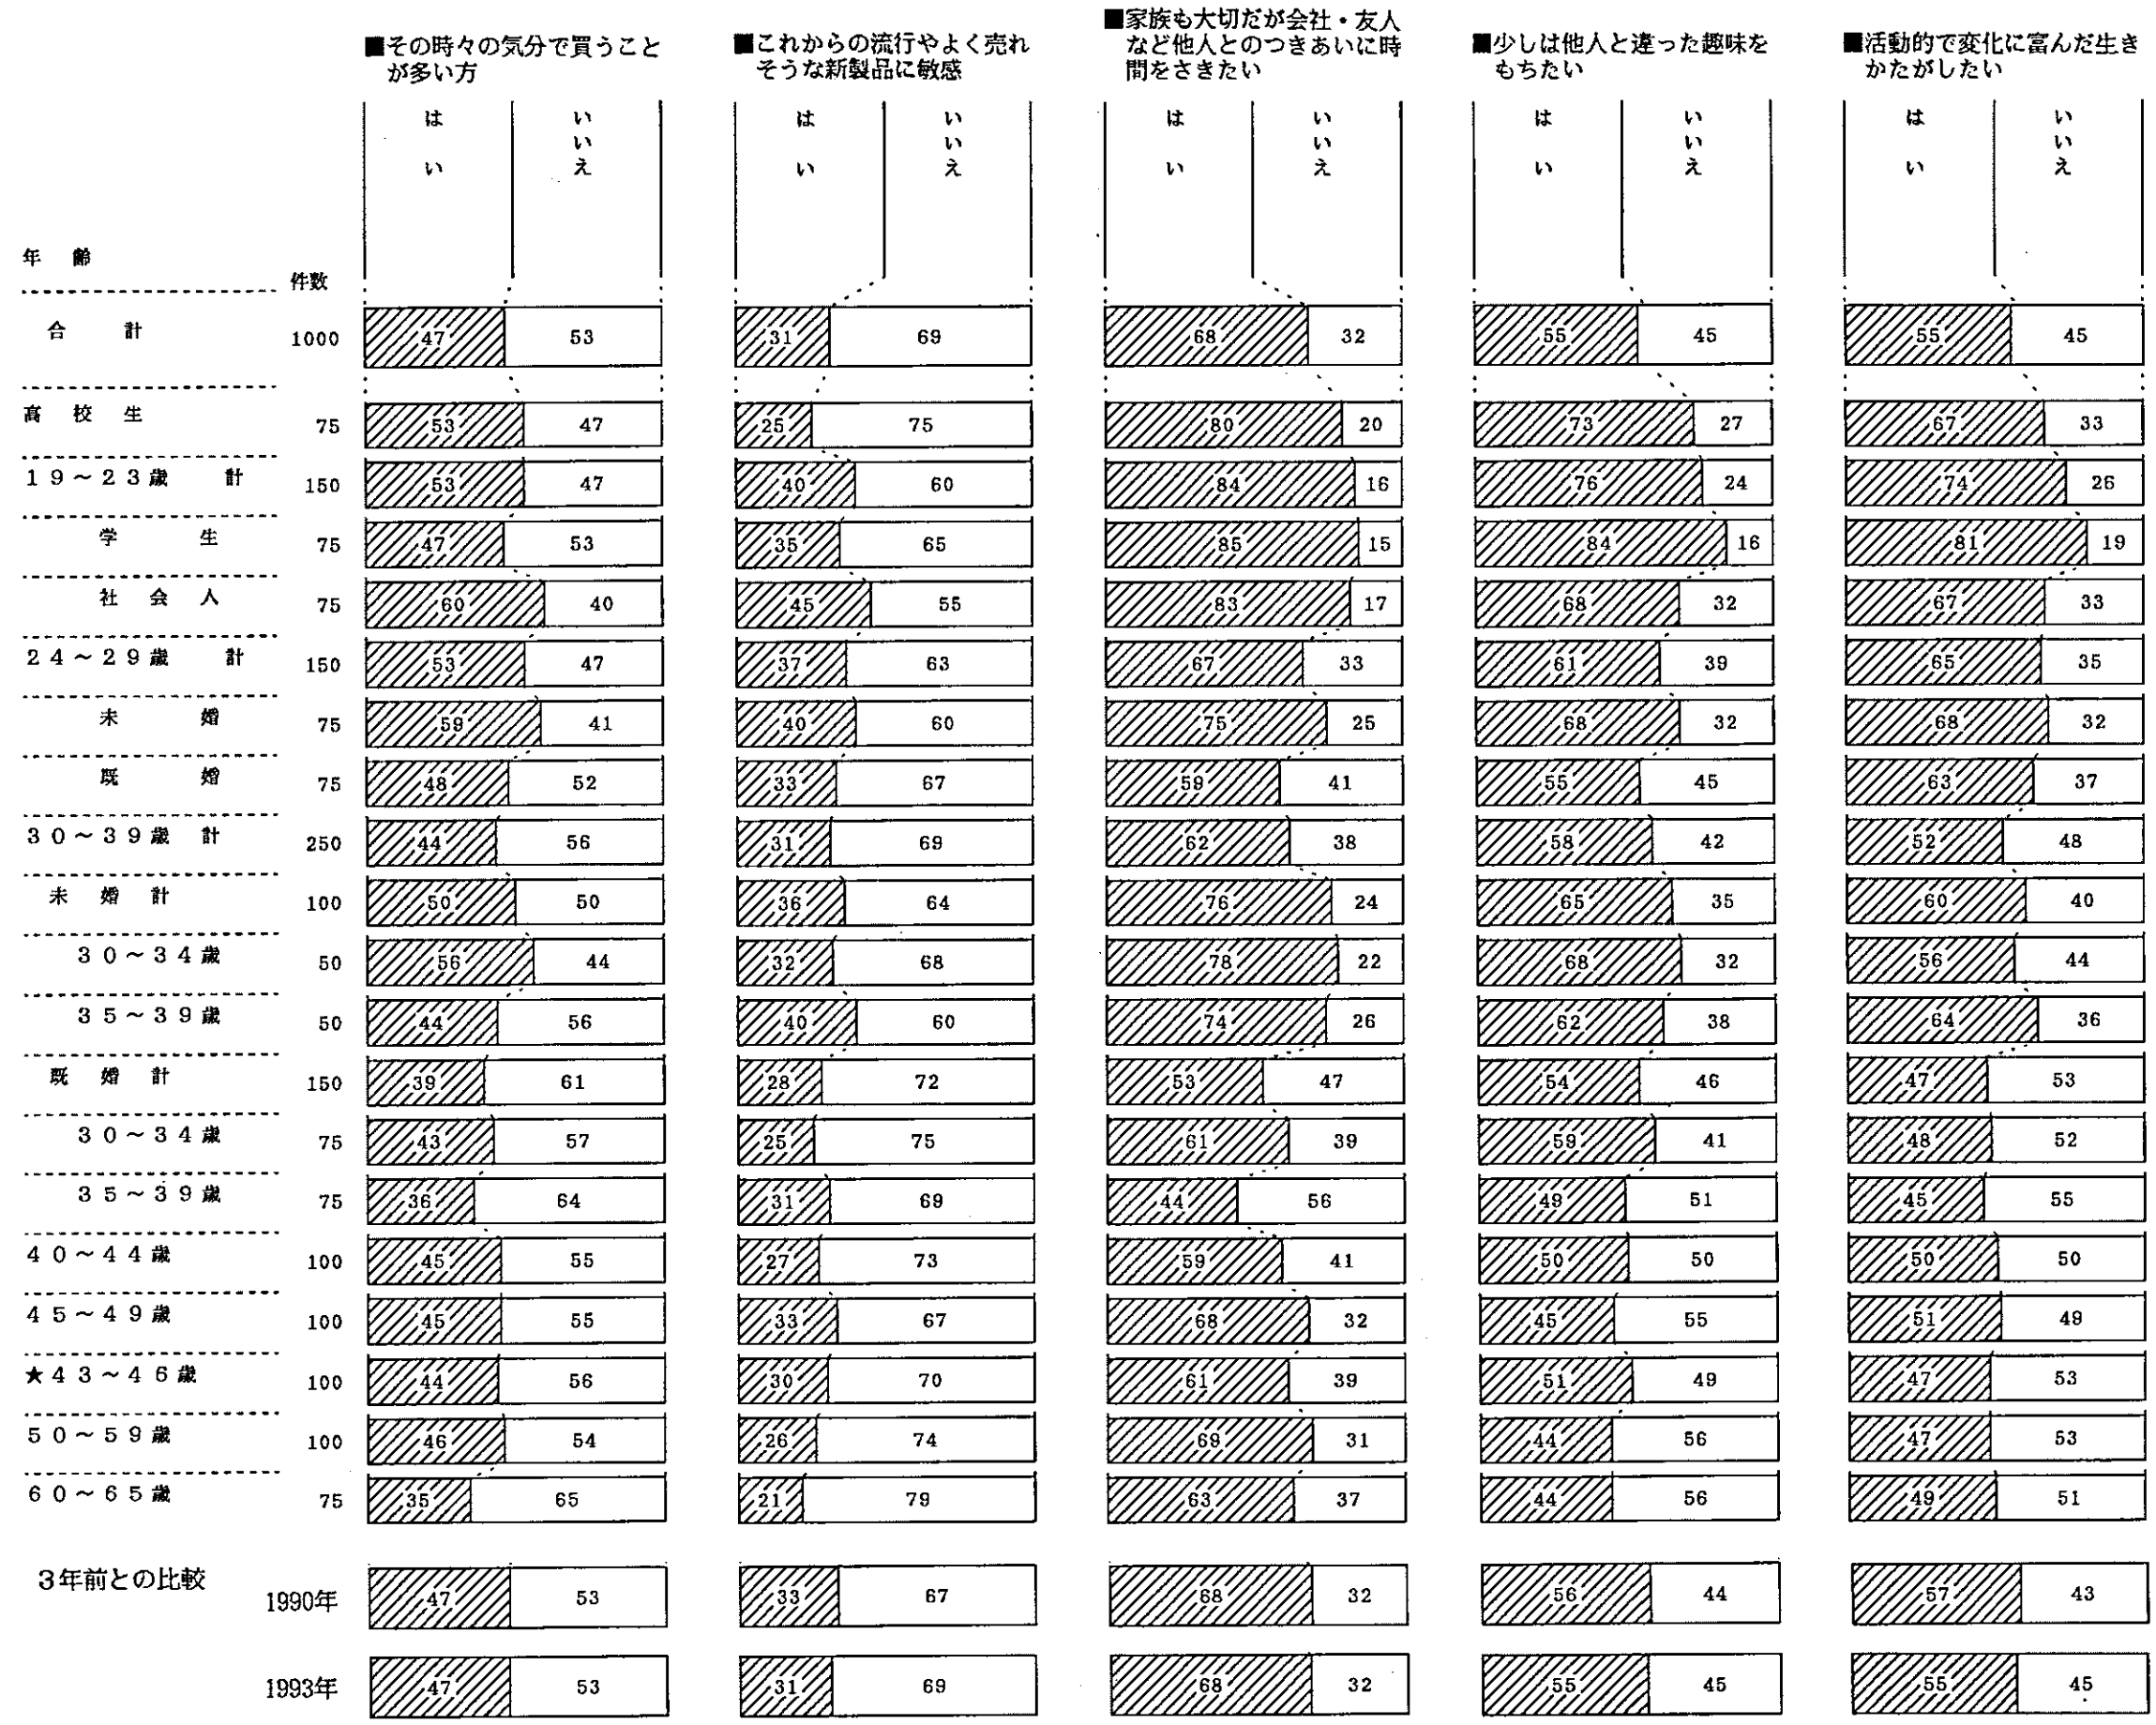 ■その時々の気分で買うこと
が多い方
■これからの流行やよく売れ
そうな新製品に敏感
■家族も大切だが会社・友人
など他人とのつきあいに時
間をさきたい
■少しは他人と違った趣味を
もちたい
■活動的で変化に富んだ生き
かたがしたい
はい いいえ はい いいえ はい いいえ はい いいえ はい いいえ
年齢
件数
合計 1000 47 53 31 69 68 32 55 45 55 45
高校生 75 53 47 25 75 80 20 73 27 67 33
19~23歳 計 150 53 47 40 60 84 16 76 24 74 26
学生 75 47 53 35 65 85 15 84 16 81 19
社会人 75 60 40 45 55 83 17 68 32 67 33
24~29歳 計 150 53 47 37 63 67 33 61 39 65 35
未婚 75 59 41 40 60 75 25 68 32 68 32
既婚 75 48 52 33 67 59 41 55 45 63 37
30~39歳 計 250 44 56 31 69 62 38 58 42 52 48
未婚計 100 50 50 36 64 76 24 65 35 60 40
30~34歳 50 56 44 32 68 78 22 68 32 56 44
35~39歳 50 44 56 40 60 74 26 62 38 64 36
既婚計 150 39 61 28 72 53 47 54 46 47 53
30~34歳 75 43 57 25 75 61 39 59 41 48 52
35~39歳 75 36 64 31 69 44 56 49 51 45 55
40~44歳 100 45 55 27 73 59 41 50 50 50 50
45~49歳 100 45 55 33 67 68 32 45 55 51 49
★43~46歳 100 44 56 30 70 61 39 51 49 47 53
50~59歳 100 46 54 26 74 69 31 44 56 47 53
60~65歳 75 35 65 21 79 63 37 44 56 49 51
3年前との比較
1990年 47 53 33 67 68 32 56 44 57 43
1993年 47 53 31 69 68 32 55 45 55 45